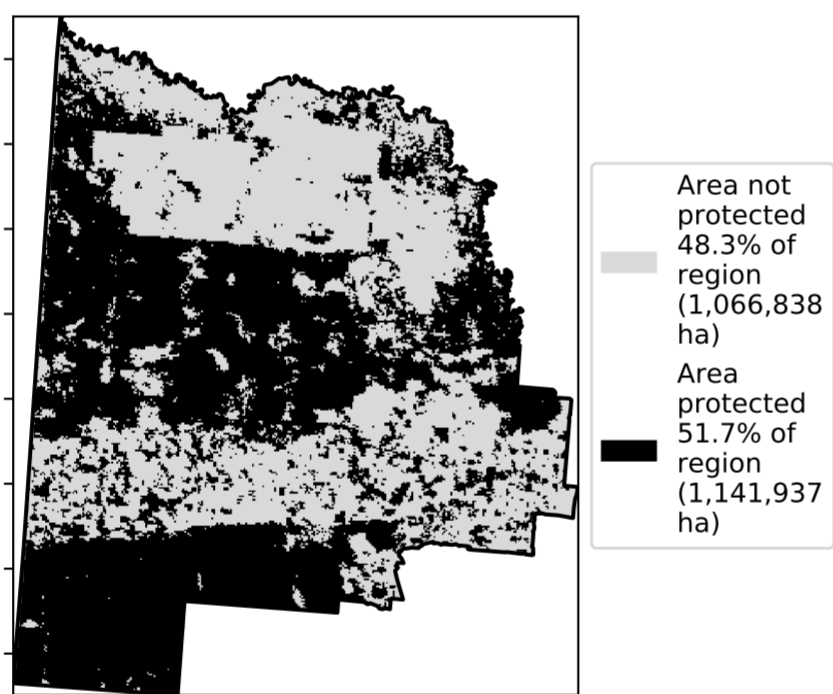 Area not
protected
48.3% of
region
(1,066,838
ha)
Area
protected
51.7% of
region
(1,141,937
ha)